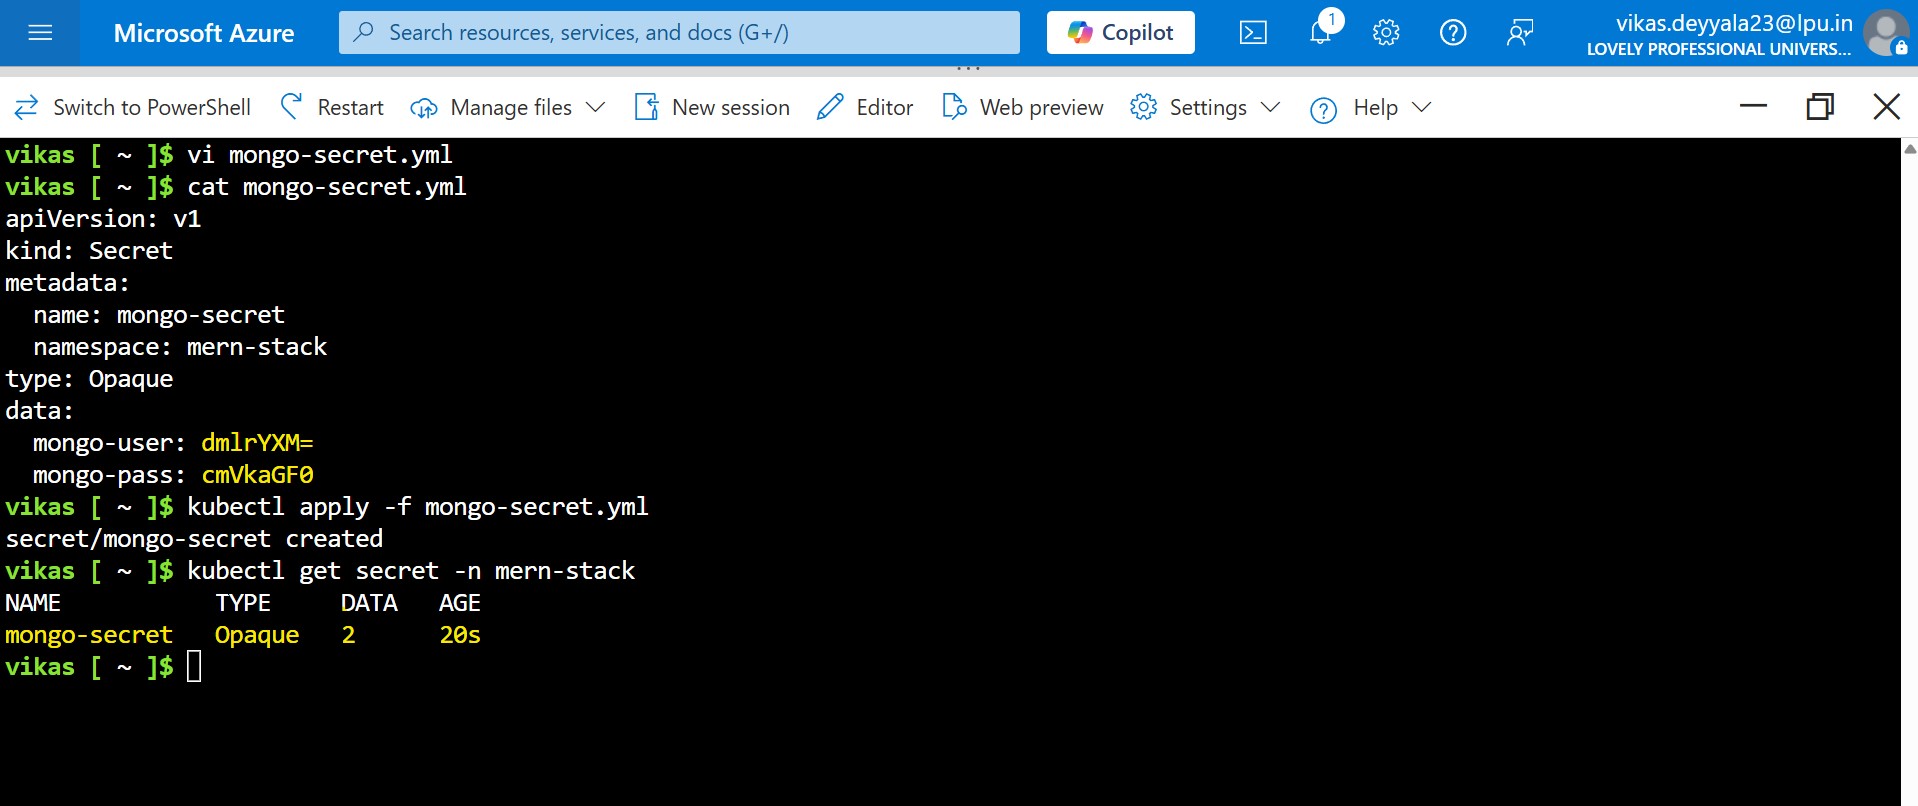 Microsoft Azure
Search resources, services, and docs (G+/)
Copilot
1
vikas.deyyala23@lpu.in
LOVELY PROFESSIONAL UNIVERS...
Switch to PowerShell
Restart
Manage files
New session
Editor
Web preview
Settings
Help
vikas [ ~ ]$ vi mongo-secret.yml
vikas [ ~ ]$ cat mongo-secret.yml
apiVersion: v1
kind: Secret
metadata:
  name: mongo-secret
  namespace: mern-stack
type: Opaque
data:
  mongo-user: dmlrYXM=
  mongo-pass: cmVkaGF0
vikas [ ~ ]$ kubectl apply -f mongo-secret.yml
secret/mongo-secret created
vikas [ ~ ]$ kubectl get secret -n mern-stack
NAME           TYPE     DATA   AGE
mongo-secret   Opaque   2      20s
vikas [ ~ ]$